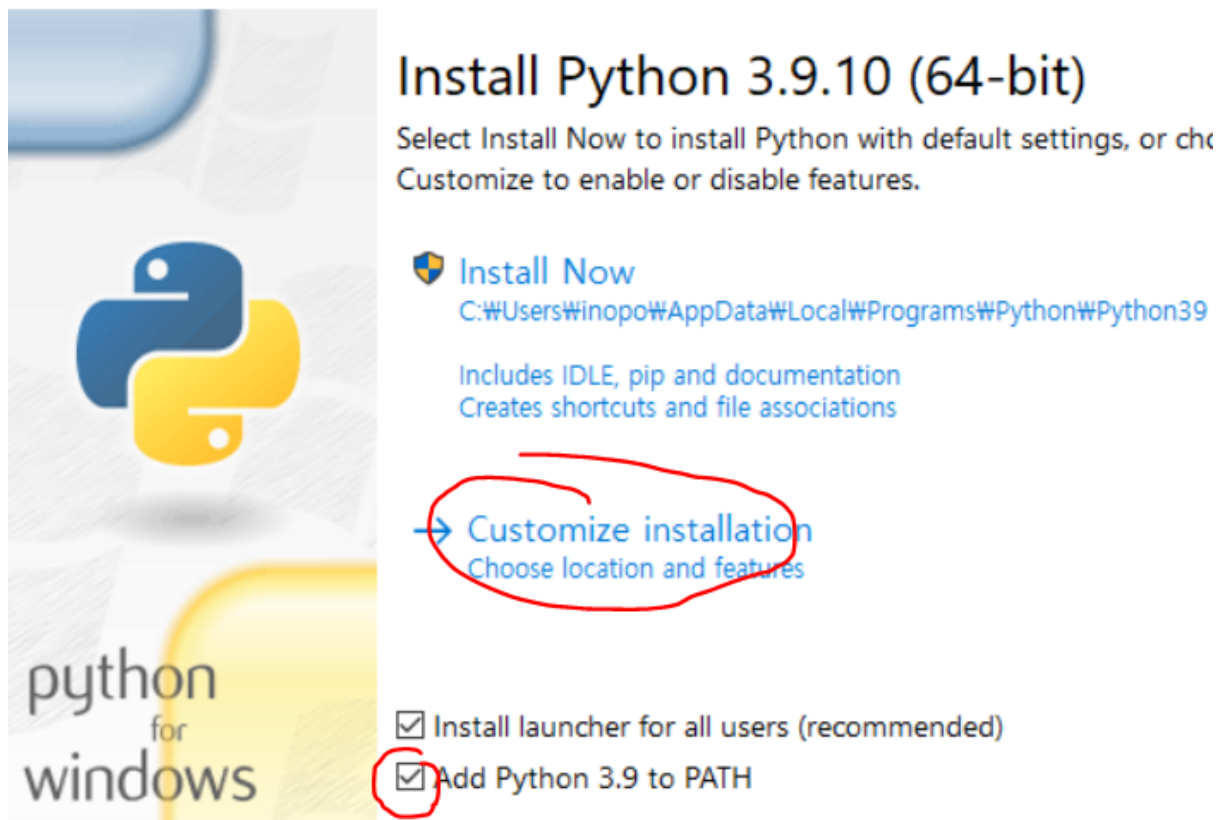 Install Python 3.9.10 (64-bit)
Select Install Now to install Python with default settings, or
Customize to enable or disable features.
Install Now
C:₩Users₩inopo₩AppData₩Local₩Programs₩Python₩Python39
Includes IDLE, pip and documentation
Creates shortcuts and file associations
Customize installation
Choose location and features
python
for
windows
Install launcher for all users (recommended)
Add Python 3.9 to PATH